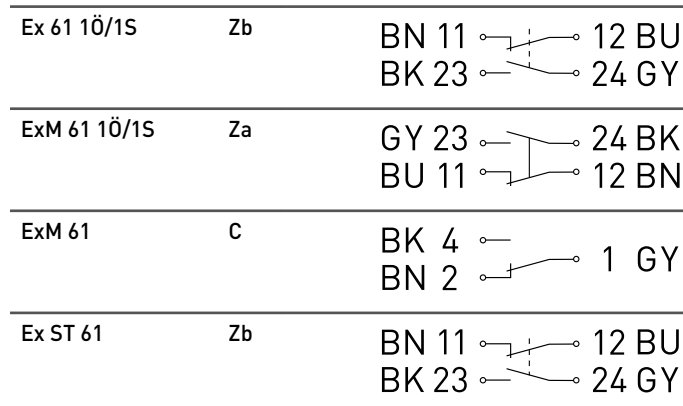 Ex 61 1Ö/1S Zb BN 11 12 BU
BK 23 24 GY
ExM 61 1Ö/1S Za GY 23 24 BK
BU 11 12 BN
ExM 61 C BK 4
1 GY
BN 2
Ex ST 61 Zb BN 11 12 BU
BK 23 24 GY